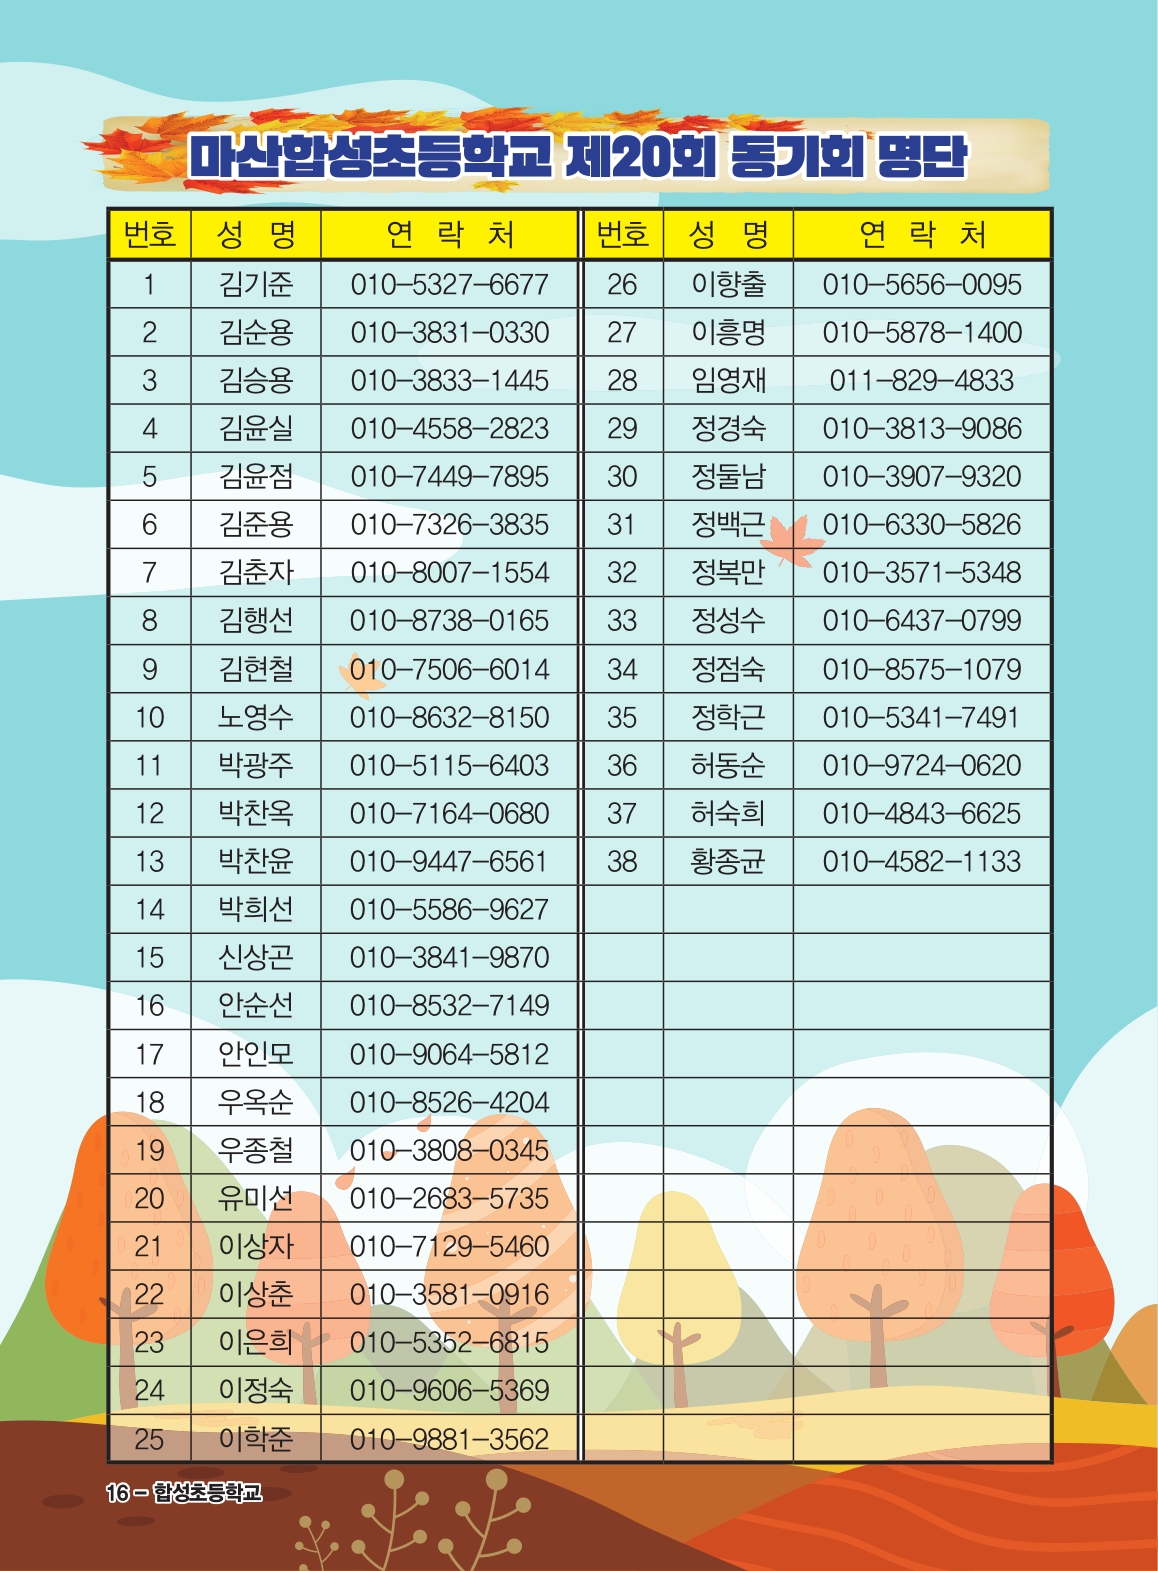 마산합성초등학교 제20회 동기회 명단
번호 성 명 연 락 처 번호 성 명 연 락 처
1 김기준 010-5327-6677 26 이향출 010-5656-0095
2 김순용 010-3831-0330 27 이흥명 010-5878-1400
3 김승용 010-3833-1445 28 임영재 011-829-4833
4 김윤실 010-4558-2823 29 정경숙 010-3813-9086
5 김윤점 010-7449-7895 30 정둘남 010-3907-9320
6 김준용 010-7326-3835 31 정백근 010-6330-5826
7 김춘자 010-8007-1554 32 정복만 010-3571-5348
8 김행선 010-8738-0165 33 정성수 010-6437-0799
9 김현철 010-7506-6014 34 정점숙 010-8575-1079
10 노영수 010-8632-8150 35 정학근 010-5341-7491
11 박광주 010-5115-6403 36 허동순 010-9724-0620
12 박찬옥 010-7164-0680 37 허숙희 010-4843-6625
13 박찬윤 010-9447-6561 38 황종균 010-4582-1133
14 박희선 010-5586-9627
15 신상곤 010-3841-9870
16 안순선 010-8532-7149
17 안인모 010-9064-5812
18 우옥순 010-8526-4204
19 우종철 010-3808-0345
20 유미선 010-2683-5735
21 이상자 010-7129-5460
22 이상춘 010-3581-0916
23 이은희 010-5352-6815
24 이정숙 010-9606-5369
25 이학준 010-9881-3562
16 - 합성초등학교